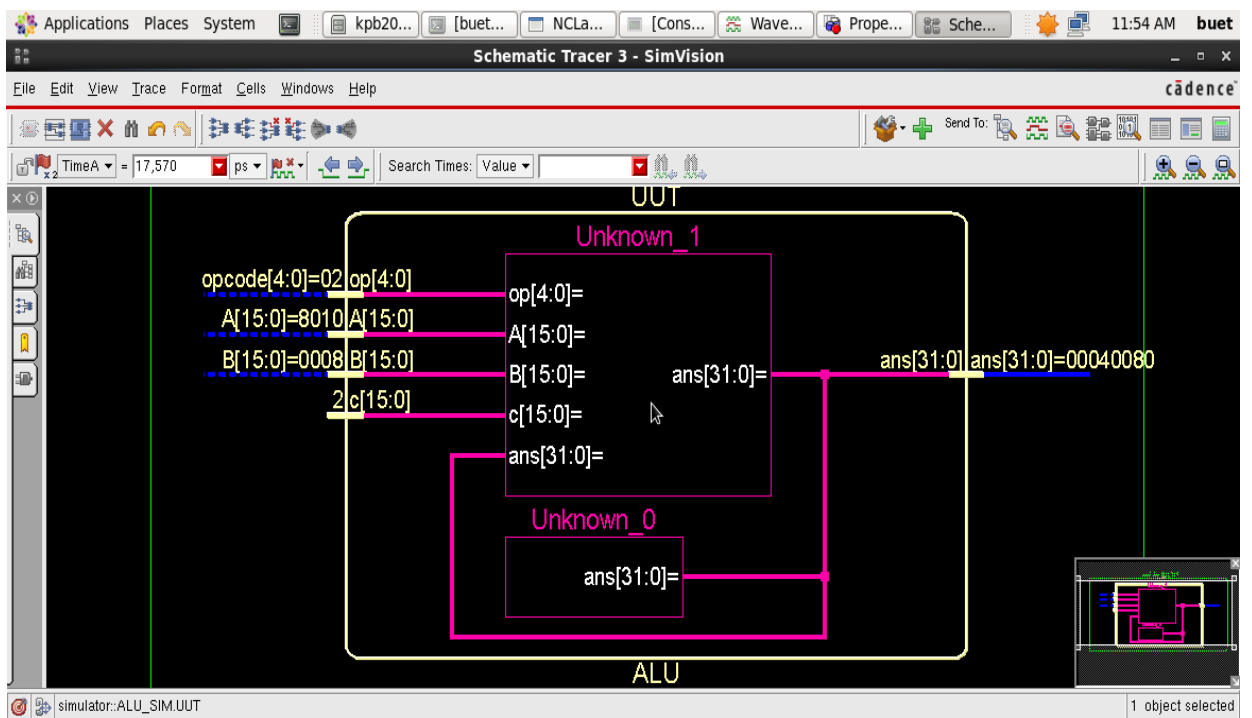 Applications Places System kpb20... [buet... NCLa... [Cons... Wave... Prope... Sche... 11:54 AM buet
Schematic Tracer 3 - SimVision
File Edit View Trace Format Cells Windows Help cādence
Send To:
x2 TimeA = 17,570 ps Search Times: Value
UUT
Unknown_1
opcode[4:0]=02 op[4:0] op[4:0]=
A[15:0]=8010 A[15:0] A[15:0]=
B[15:0]=0008 B[15:0] B[15:0]= ans[31:0]= ans[31:0] ans[31:0]=00040080
2 c[15:0] c[15:0]=
ans[31:0]=
Unknown_0
ans[31:0]=
ALU
simulator::ALU_SIM.UUT 1 object selected